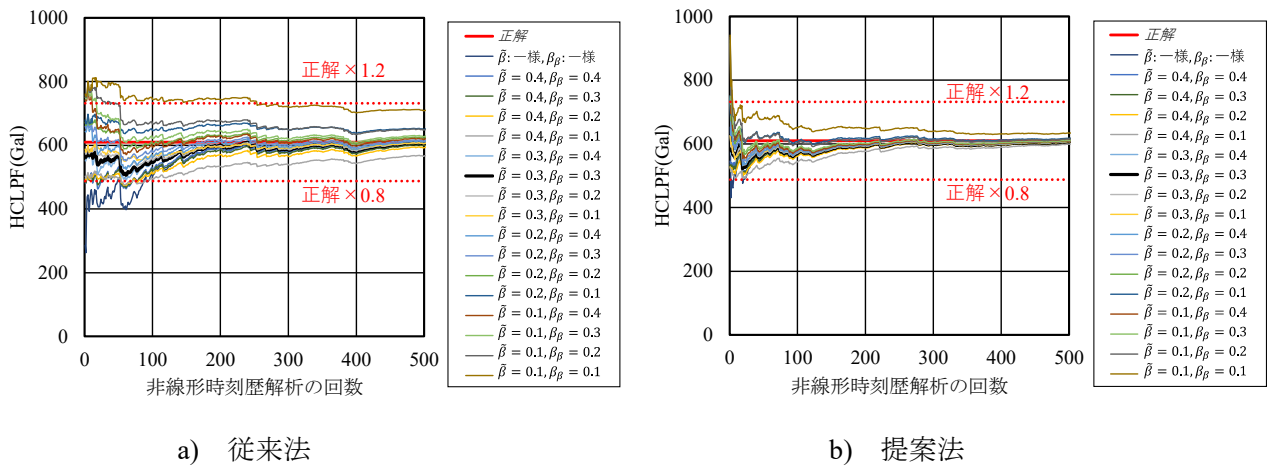 1000
800
600
400
200
0
HCLPF(Gal)
0 100 200 300 400 500
非線形時刻歴解析の回数
正解×1.2
正解×0.8
正解
β̃:一様, β_β:一様
β̃ = 0.4, β_β = 0.4
β̃ = 0.4, β_β = 0.3
β̃ = 0.4, β_β = 0.2
β̃ = 0.4, β_β = 0.1
β̃ = 0.3, β_β = 0.4
β̃ = 0.3, β_β = 0.3
β̃ = 0.3, β_β = 0.2
β̃ = 0.3, β_β = 0.1
β̃ = 0.2, β_β = 0.4
β̃ = 0.2, β_β = 0.3
β̃ = 0.2, β_β = 0.2
β̃ = 0.2, β_β = 0.1
β̃ = 0.1, β_β = 0.4
β̃ = 0.1, β_β = 0.3
β̃ = 0.1, β_β = 0.2
β̃ = 0.1, β_β = 0.1
a) 従来法
1000
800
600
400
200
0
HCLPF(Gal)
0 100 200 300 400 500
非線形時刻歴解析の回数
正解×1.2
正解×0.8
正解
β̃:一様, β_β:一様
β̃ = 0.4, β_β = 0.4
β̃ = 0.4, β_β = 0.3
β̃ = 0.4, β_β = 0.2
β̃ = 0.4, β_β = 0.1
β̃ = 0.3, β_β = 0.4
β̃ = 0.3, β_β = 0.3
β̃ = 0.3, β_β = 0.2
β̃ = 0.3, β_β = 0.1
β̃ = 0.2, β_β = 0.4
β̃ = 0.2, β_β = 0.3
β̃ = 0.2, β_β = 0.2
β̃ = 0.2, β_β = 0.1
β̃ = 0.1, β_β = 0.4
β̃ = 0.1, β_β = 0.3
β̃ = 0.1, β_β = 0.2
β̃ = 0.1, β_β = 0.1
b) 提案法